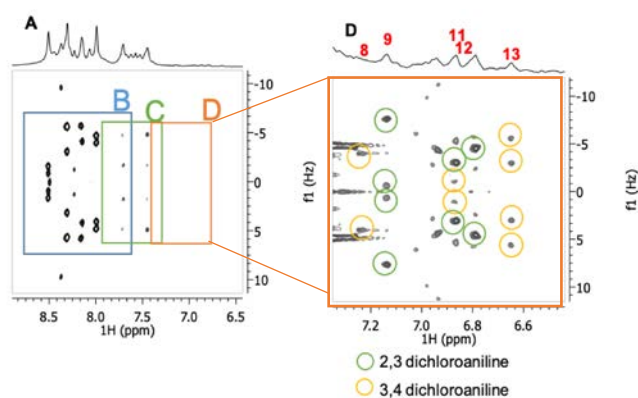 A
D
8 9 11 12 13
B
C
D
-10
-5
0
5
10
f1 (Hz)
8.5 8.0 7.5 7.0 6.5
1H (ppm)
f1 (Hz)
-10
-5
0
5
10
7.2 7.0 6.8 6.6
1H (ppm)
2,3 dichloroaniline
3,4 dichloroaniline